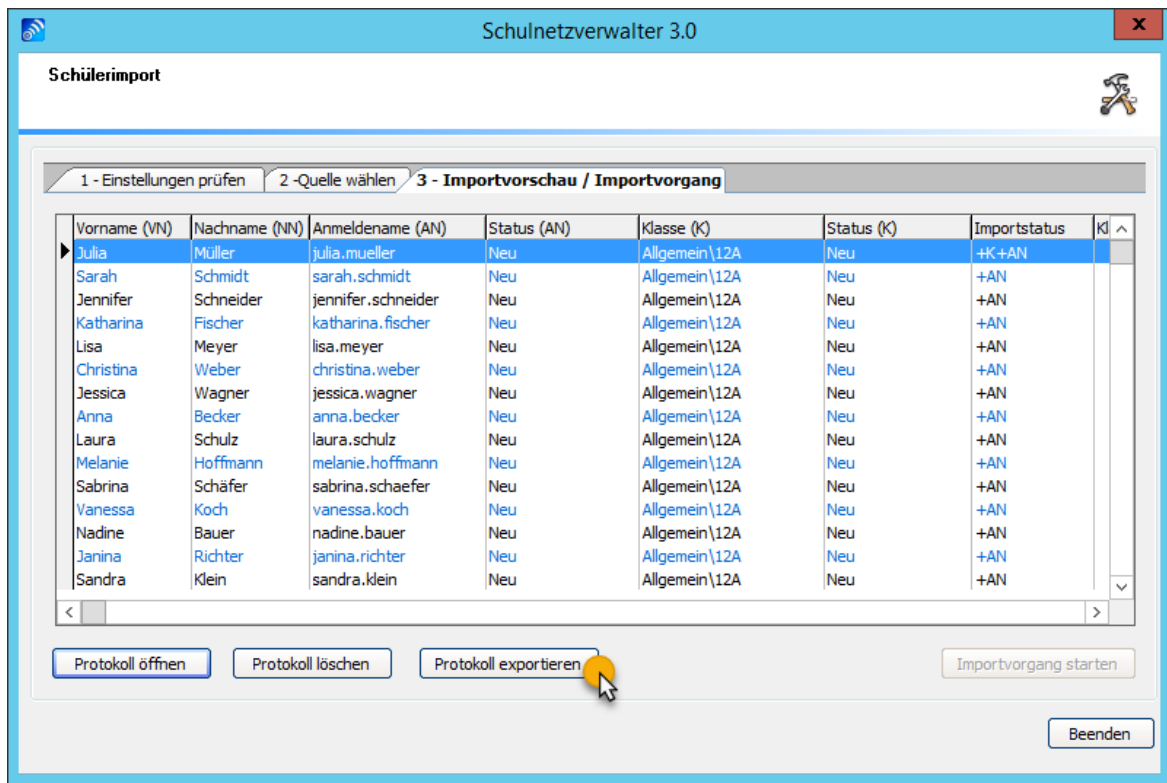 Schulnetzverwalter 3.0
x
Schülerimport
1 - Einstellungen prüfen 2 -Quelle wählen 3 - Importvorschau / Importvorgang
Vorname (VN) Nachname (NN) Anmeldename (AN) Status (AN) Klasse (K) Status (K) Importstatus Kl
Julia Müller julia.mueller Neu Allgemein\12A Neu +K+AN
Sarah Schmidt sarah.schmidt Neu Allgemein\12A Neu +AN
Jennifer Schneider jennifer.schneider Neu Allgemein\12A Neu +AN
Katharina Fischer katharina.fischer Neu Allgemein\12A Neu +AN
Lisa Meyer lisa.meyer Neu Allgemein\12A Neu +AN
Christina Weber christina.weber Neu Allgemein\12A Neu +AN
Jessica Wagner jessica.wagner Neu Allgemein\12A Neu +AN
Anna Becker anna.becker Neu Allgemein\12A Neu +AN
Laura Schulz laura.schulz Neu Allgemein\12A Neu +AN
Melanie Hoffmann melanie.hoffmann Neu Allgemein\12A Neu +AN
Sabrina Schäfer sabrina.schaefer Neu Allgemein\12A Neu +AN
Vanessa Koch vanessa.koch Neu Allgemein\12A Neu +AN
Nadine Bauer nadine.bauer Neu Allgemein\12A Neu +AN
Janina Richter janina.richter Neu Allgemein\12A Neu +AN
Sandra Klein sandra.klein Neu Allgemein\12A Neu +AN
Protokoll öffnen Protokoll löschen Protokoll exportieren Importvorgang starten
Beenden